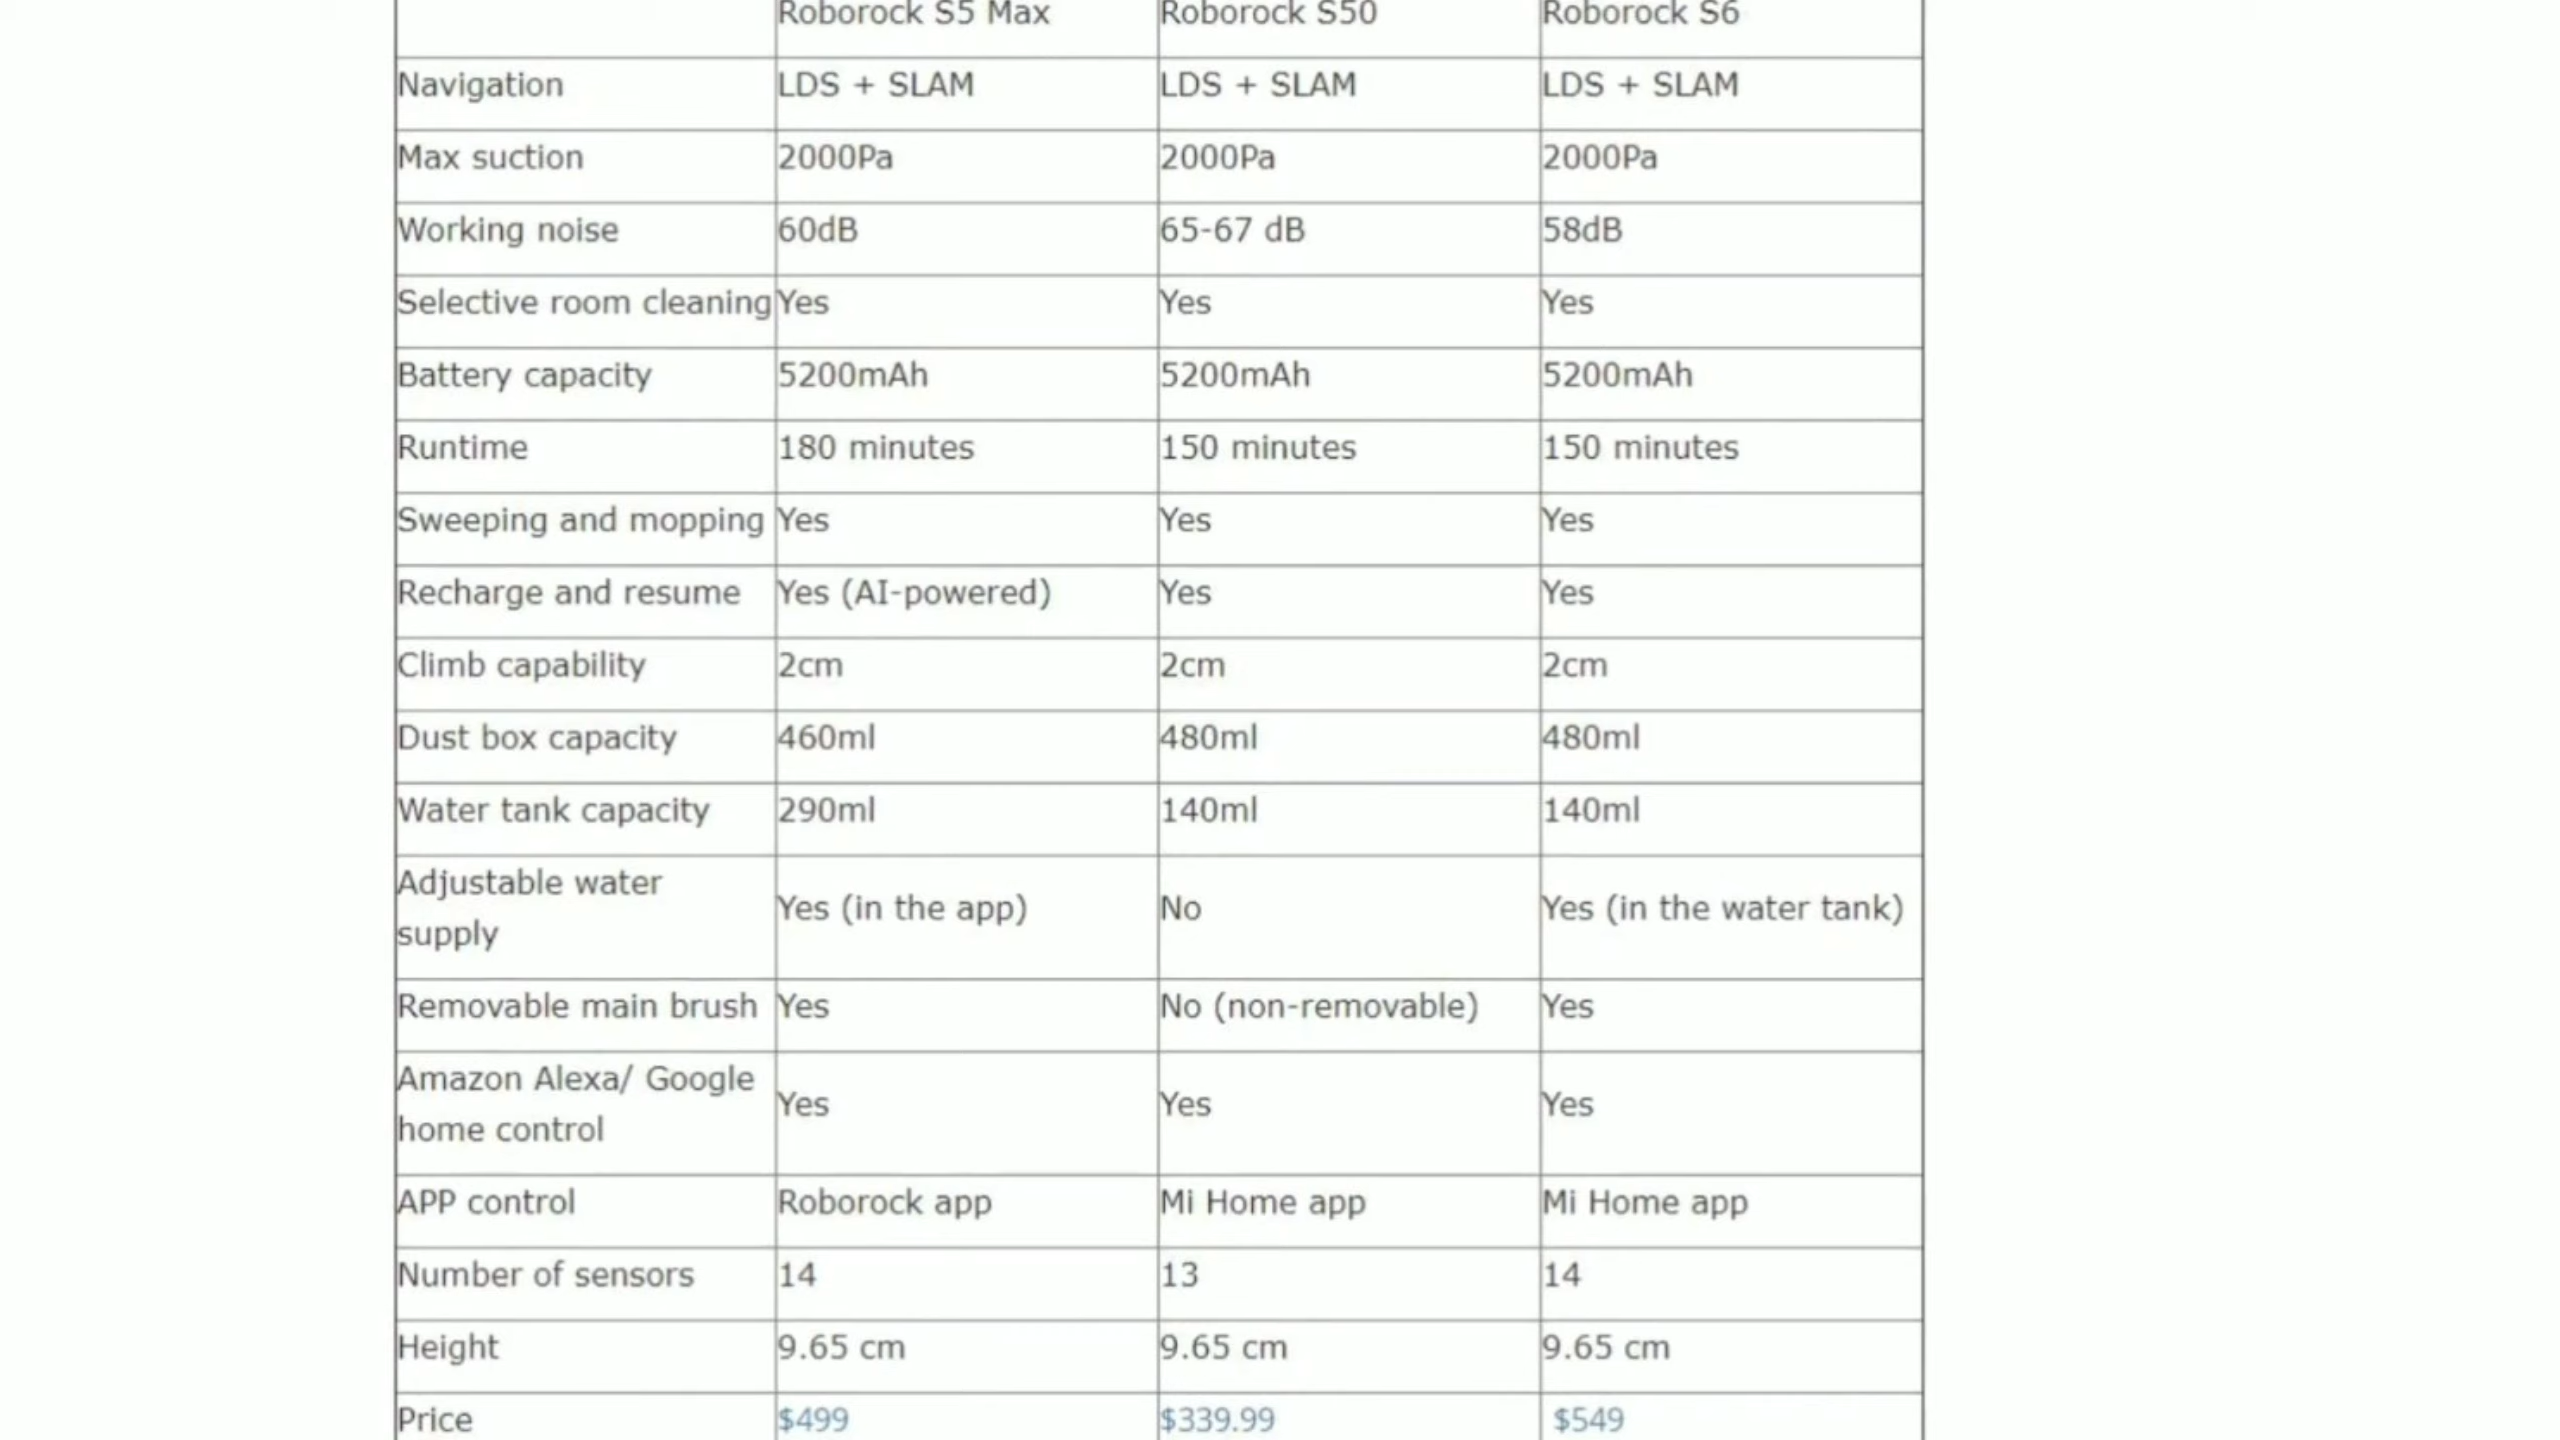 Roborock S5 Max Roborock S50 Roborock S6
Navigation LDS + SLAM LDS + SLAM LDS + SLAM
Max suction 2000Pa 2000Pa 2000Pa
Working noise 60dB 65-67 dB 58dB
Selective room cleaning Yes Yes Yes
Battery capacity 5200mAh 5200mAh 5200mAh
Runtime 180 minutes 150 minutes 150 minutes
Sweeping and mopping Yes Yes Yes
Recharge and resume Yes (AI-powered) Yes Yes
Climb capability 2cm 2cm 2cm
Dust box capacity 460ml 480ml 480ml
Water tank capacity 290ml 140ml 140ml
Adjustable water
supply Yes (in the app) No Yes (in the water tank)
Removable main brush Yes No (non-removable) Yes
Amazon Alexa/ Google
home control Yes Yes Yes
APP control Roborock app Mi Home app Mi Home app
Number of sensors 14 13 14
Height 9.65 cm 9.65 cm 9.65 cm
Price $499 $339.99 $549